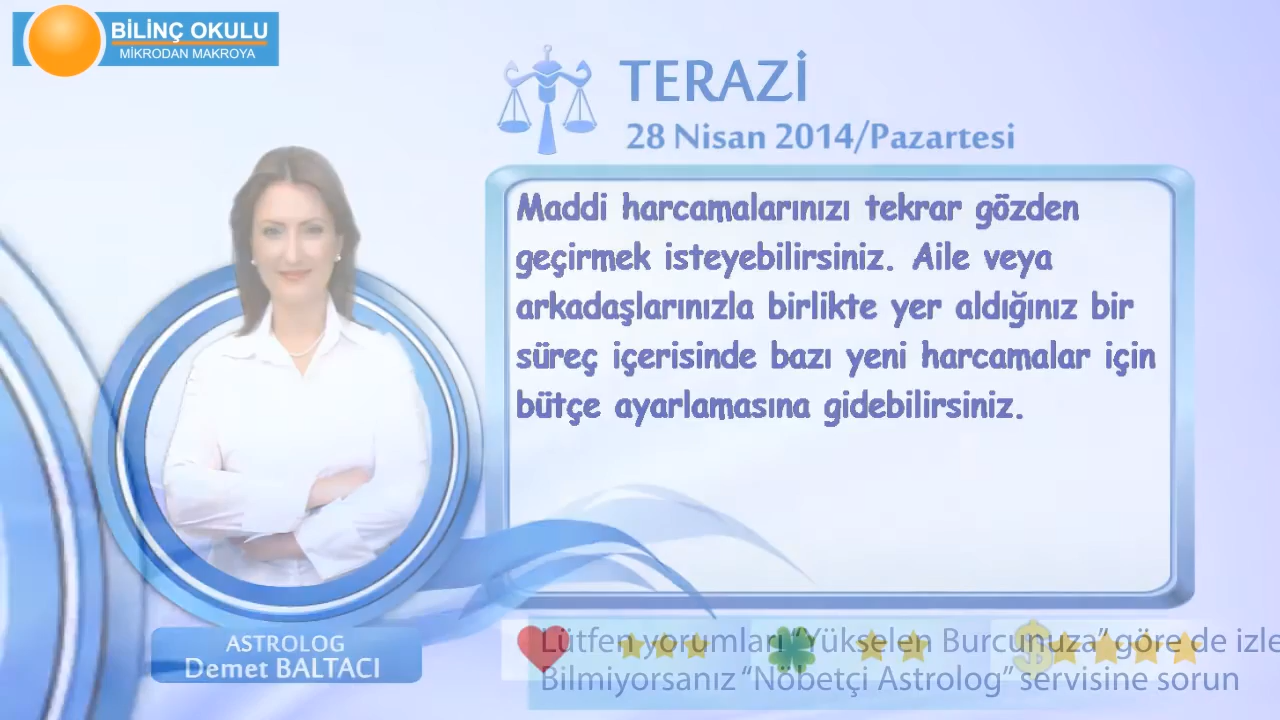 BİLİNÇ OKULU
MİKRODAN MAKROYA
TERAZİ
28 Nisan 2014/Pazartesi
Maddi harcamalarınızı tekrar gözden
geçirmek isteyebilirsiniz. Aile veya
arkadaşlarınızla birlikte yer aldığınız bir
süreç içerisinde bazı yeni harcamalar için
bütçe ayarlamasına gidebilirsiniz.
ASTROLOG
Demet BALTACI
Lütfen yorumları “Yükselen Burcunuza” göre de izle
Bilmiyorsanız “Nöbetçi Astrolog” servisine sorun